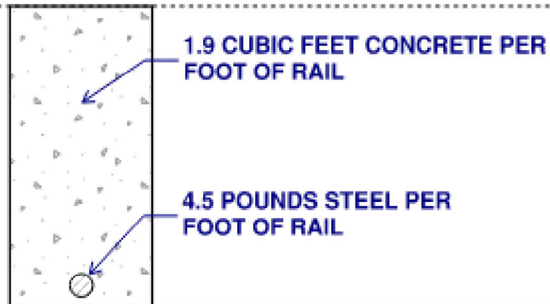 1.9 CUBIC FEET CONCRETE PER
FOOT OF RAIL
4.5 POUNDS STEEL PER
FOOT OF RAIL